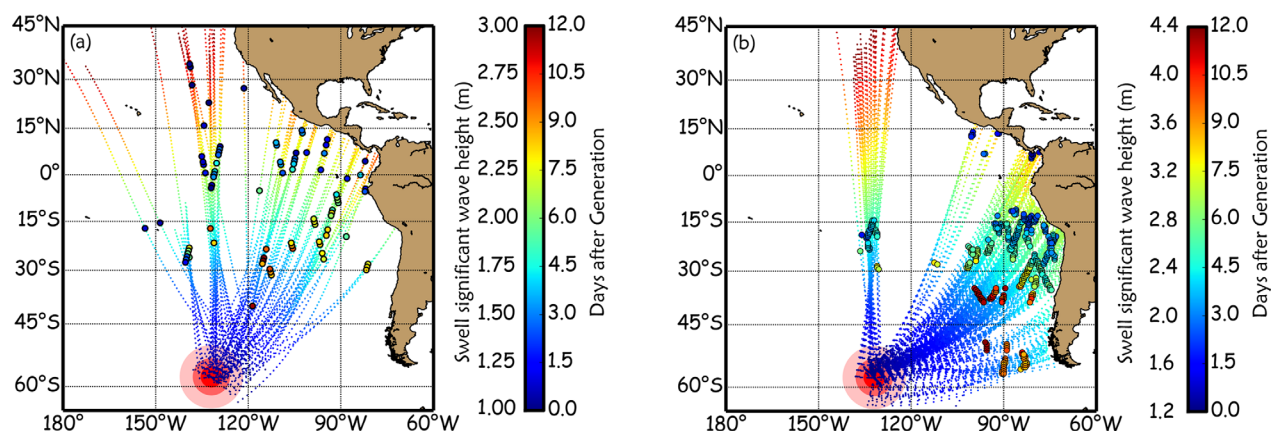 (a)
45°N
30°N
15°N
0°
15°S
30°S
45°S
60°S
180°
150°W
120°W
90°W
60°W
Swell significant wave height (m)
3.00
2.75
2.50
2.25
2.00
1.75
1.50
1.25
1.00
12.0
10.5
9.0
7.5
6.0
4.5
3.0
1.5
0.0
Days after Generation
(b)
45°N
30°N
15°N
0°
15°S
30°S
45°S
60°S
180°
150°W
120°W
90°W
60°W
Swell significant wave height (m)
4.4
4.0
3.6
3.2
2.8
2.4
2.0
1.6
1.2
12.0
10.5
9.0
7.5
6.0
4.5
3.0
1.5
0.0
Days after Generation